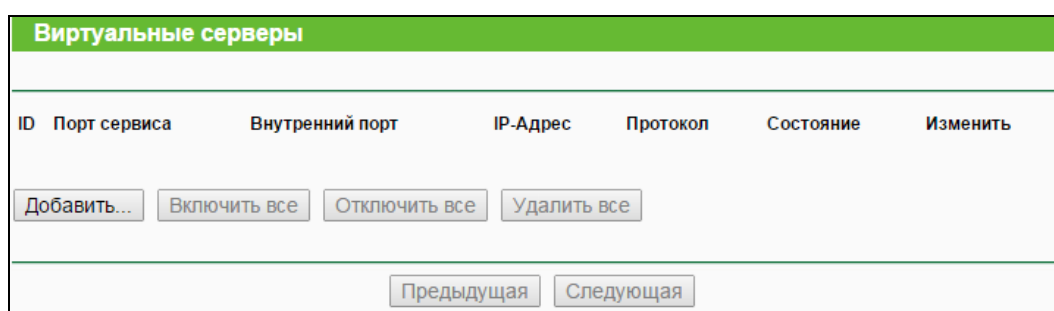 Виртуальные серверы
ID Порт сервиса Внутренний порт IP-Адрес Протокол Состояние Изменить
Добавить... Включить все Отключить все Удалить все
Предыдущая Следующая